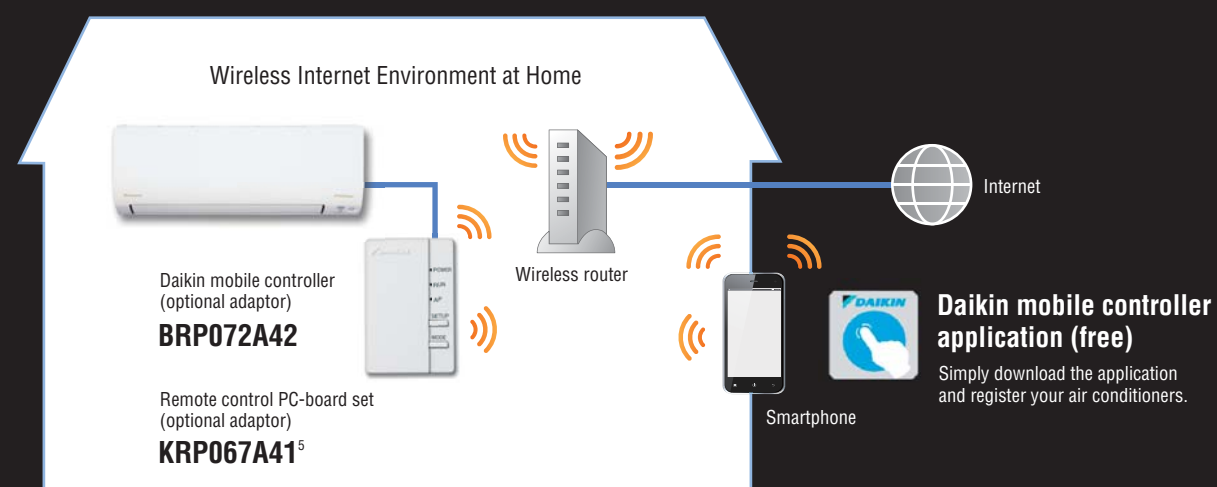 Wireless Internet Environment at Home
Internet
Wireless router
Daikin mobile controller
(optional adaptor)
BRP072A42
POWER
RUN
AP
SETUP
MODE
Remote control PC-board set
(optional adaptor)
KRP067A41⁵
Smartphone
DAIKIN
Daikin mobile controller
application (free)
Simply download the application
and register your air conditioners.